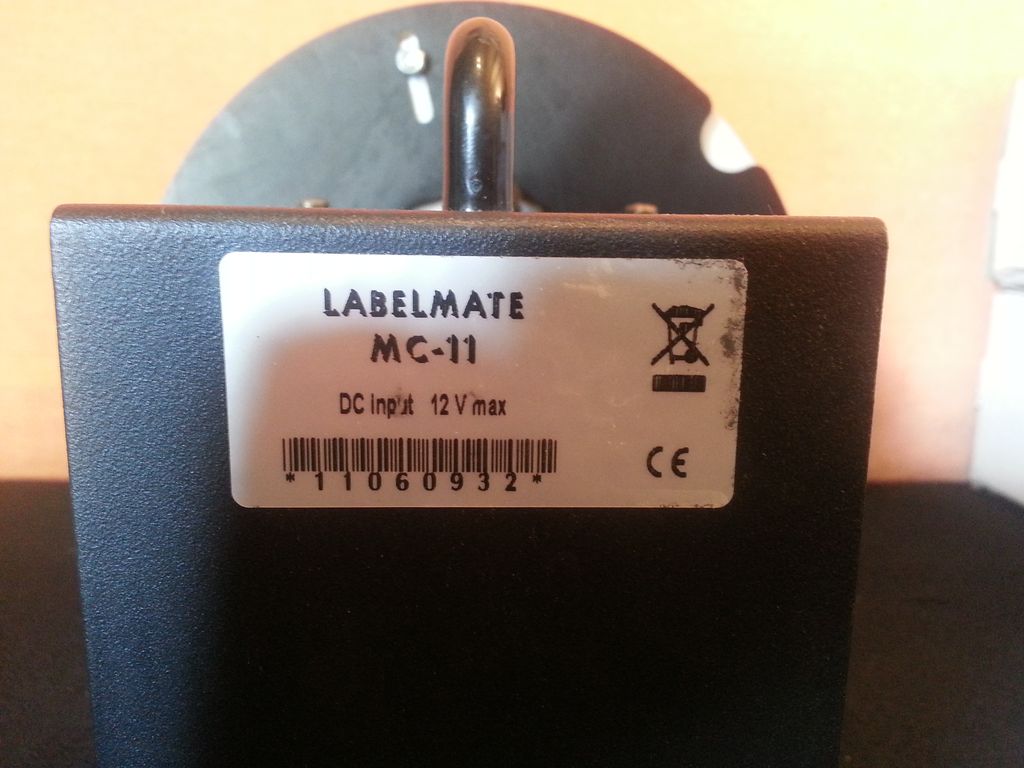 LABELMATE
MC-11
DC input 12 V max
*11060932*
CE